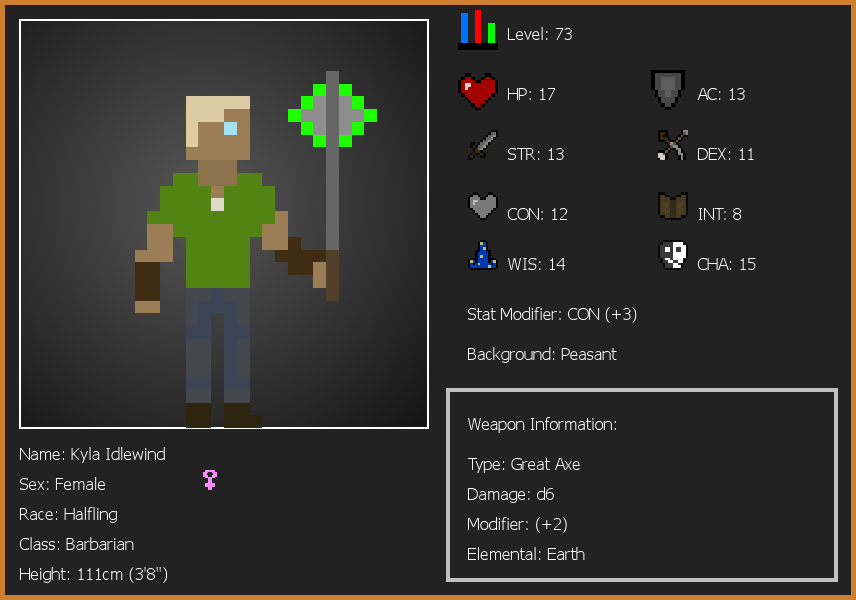 Level: 73
HP: 17
AC: 13
STR: 13
DEX: 11
CON: 12
INT: 8
WIS: 14
CHA: 15
Stat Modifier: CON (+3)
Background: Peasant
Weapon Information:
Type: Great Axe
Damage: d6
Modifier: (+2)
Elemental: Earth
Name: Kyla Idlewind
Sex: Female
Race: Halfling
Class: Barbarian
Height: 111cm (3'8")